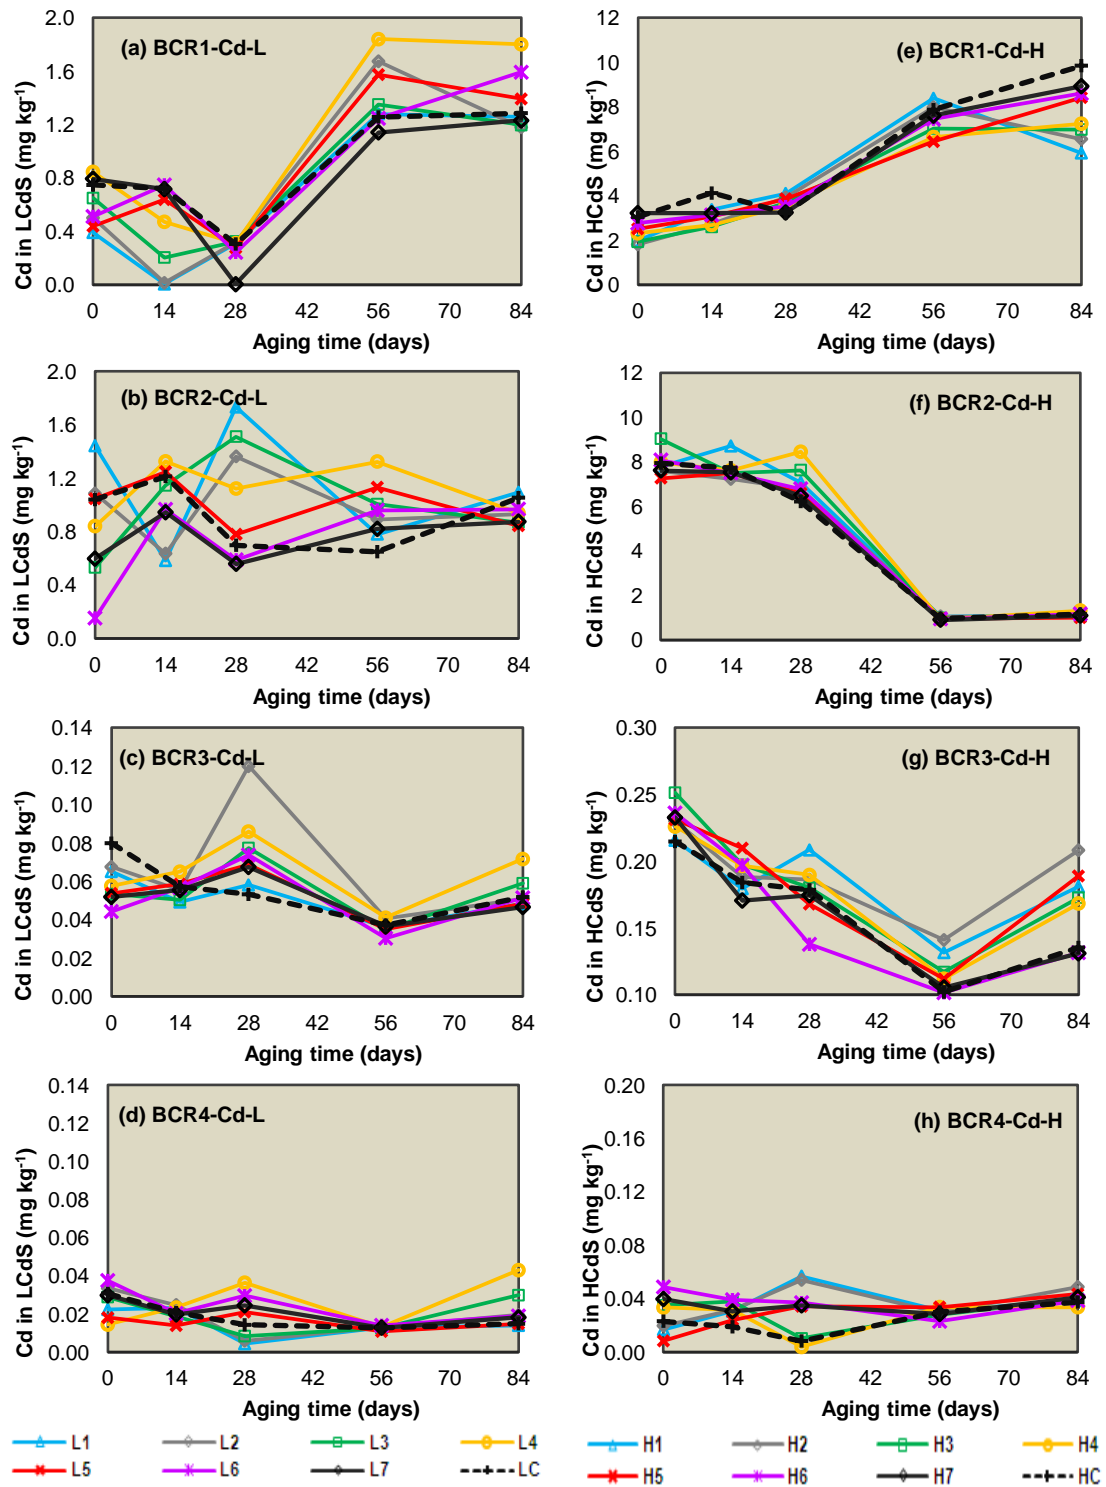 (a) BCR1-Cd-L
Cd in LCdS (mg kg-1)
2.0
1.6
1.2
0.8
0.4
0.0
0 14 28 42 56 70 84
Aging time (days)
(e) BCR1-Cd-H
Cd in HCdS (mg kg-1)
12
10
8
6
4
2
0
0 14 28 42 56 70 84
Aging time (days)
(b) BCR2-Cd-L
Cd in LCdS (mg kg-1)
2.0
1.6
1.2
0.8
0.4
0.0
0 14 28 42 56 70 84
Aging time (days)
(f) BCR2-Cd-H
Cd in HCdS (mg kg-1)
12
10
8
6
4
2
0
0 14 28 42 56 70 84
Aging time (days)
(c) BCR3-Cd-L
Cd in LCdS (mg kg-1)
0.14
0.12
0.10
0.08
0.06
0.04
0.02
0.00
0 14 28 42 56 70 84
Aging time (days)
(g) BCR3-Cd-H
Cd in HCdS (mg kg-1)
0.30
0.25
0.20
0.15
0.10
0 14 28 42 56 70 84
Aging time (days)
(d) BCR4-Cd-L
Cd in LCdS (mg kg-1)
0.14
0.12
0.10
0.08
0.06
0.04
0.02
0.00
0 14 28 42 56 70 84
Aging time (days)
(h) BCR4-Cd-H
Cd in HCdS (mg kg-1)
0.20
0.16
0.12
0.08
0.04
0.00
0 14 28 42 56 70 84
Aging time (days)
L1 L2 L3 L4
L5 L6 L7 LC
H1 H2 H3 H4
H5 H6 H7 HC